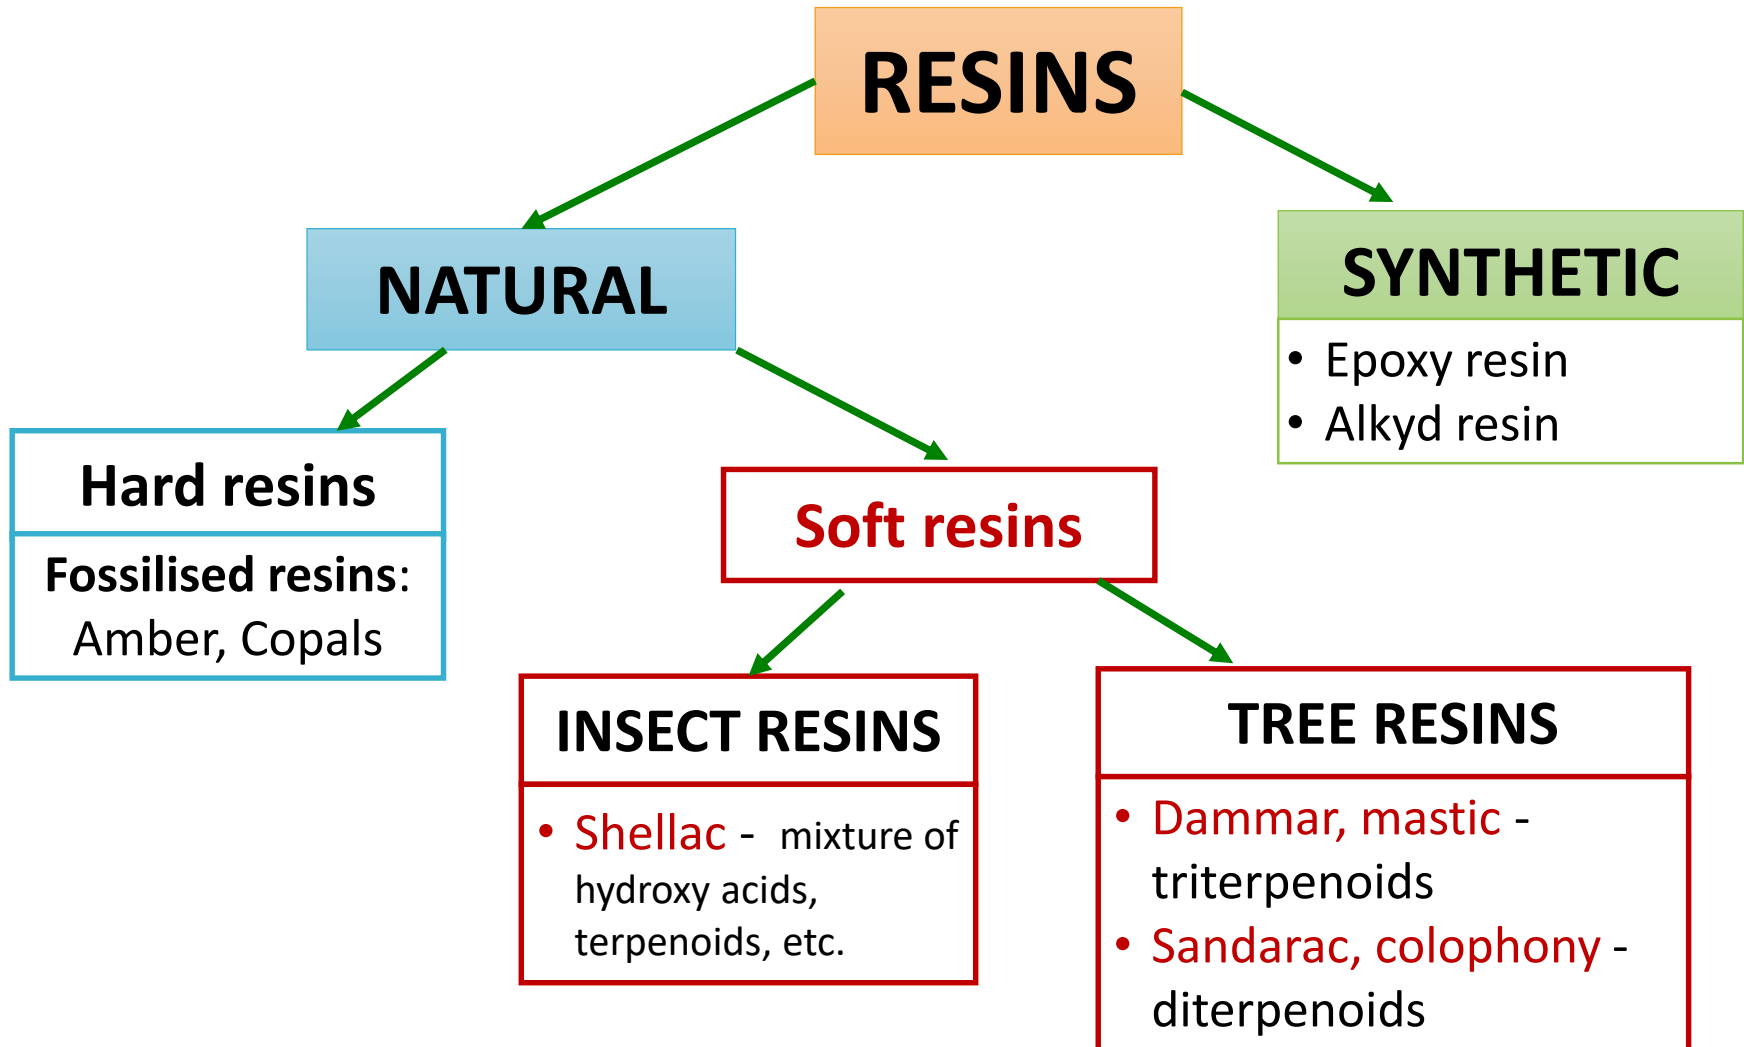 RESINS
NATURAL
SYNTHETIC
• Epoxy resin
• Alkyd resin
Hard resins
Fossilised resins:
Amber, Copals
Soft resins
INSECT RESINS
• Shellac - mixture of
hydroxy acids,
terpenoids, etc.
TREE RESINS
• Dammar, mastic -
triterpenoids
• Sandarac, colophony -
diterpenoids